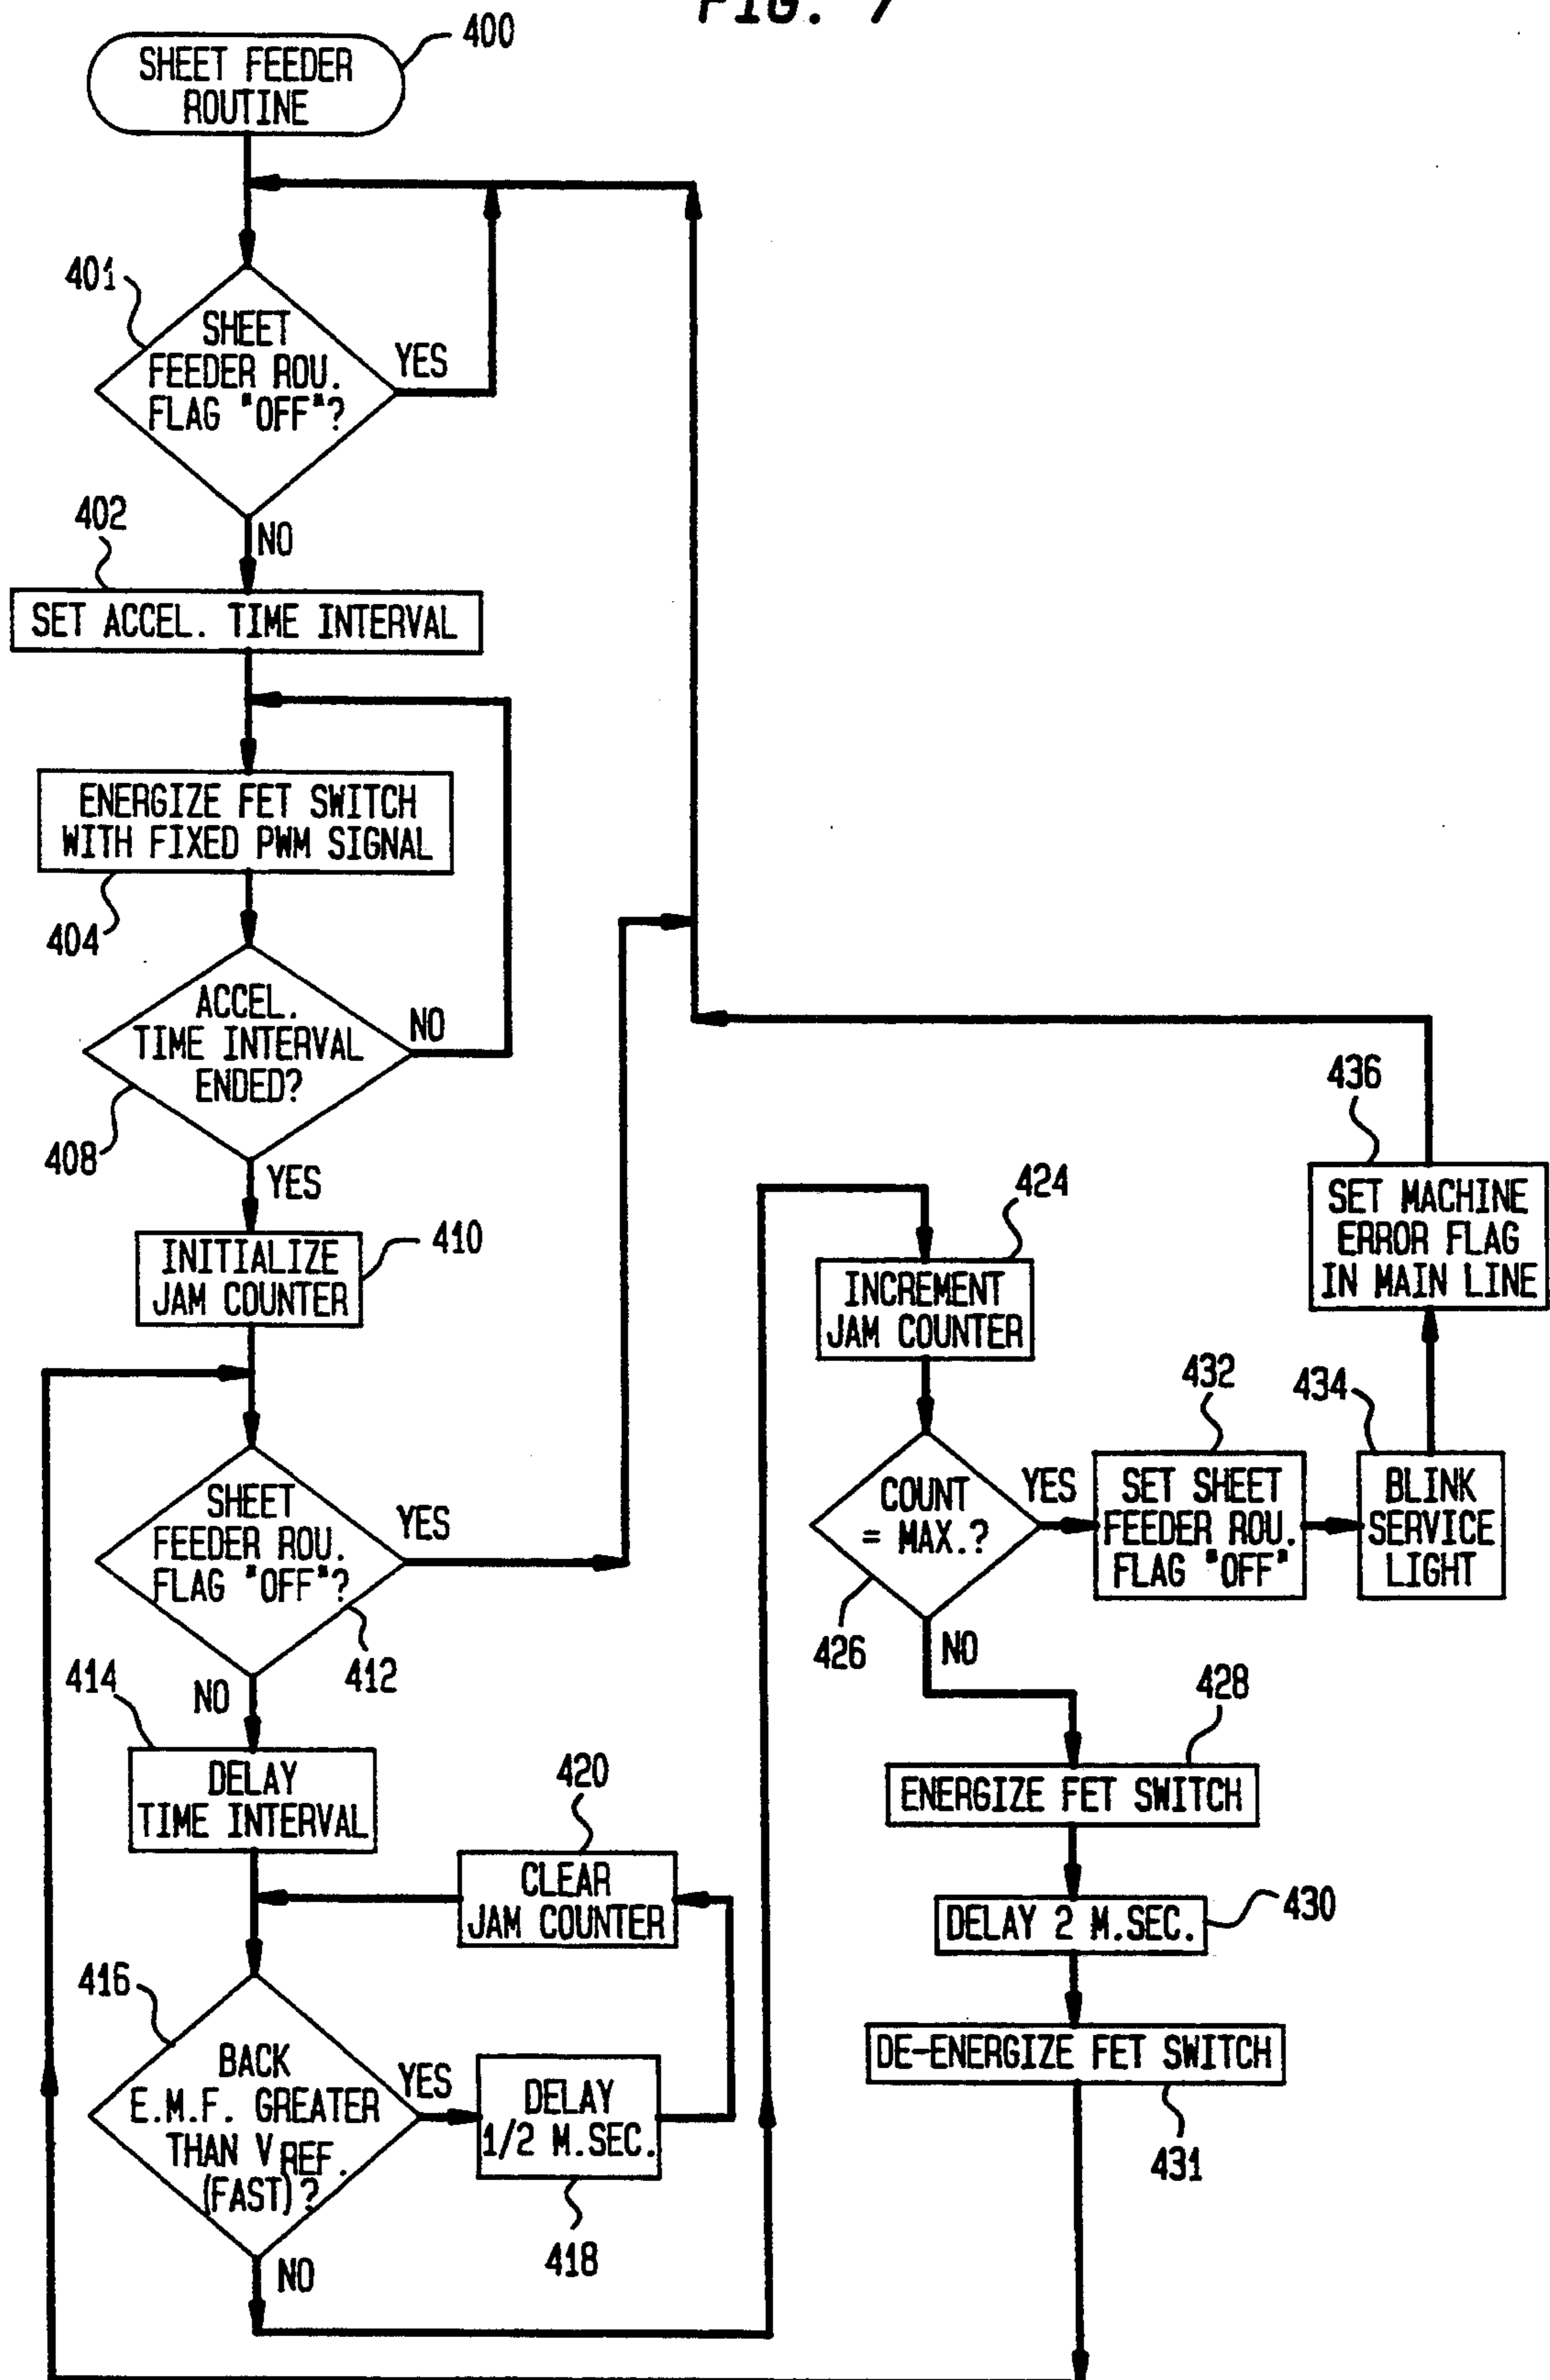 FIG. 7
400
SHEET FEEDER
ROUTINE
401
SHEET
FEEDER ROU.
FLAG "OFF"?
YES
NO
402
SET ACCEL. TIME INTERVAL
ENERGIZE FET SWITCH
WITH FIXED PWM SIGNAL
404
ACCEL.
TIME INTERVAL
ENDED?
NO
408
YES
INITIALIZE
JAM COUNTER
410
SHEET
FEEDER ROU.
FLAG "OFF"?
YES
412
NO
414
DELAY
TIME INTERVAL
420
CLEAR
JAM COUNTER
416
BACK
E.M.F. GREATER
THAN VREF.
(FAST)?
YES
DELAY
1/2 M.SEC.
418
NO
424
INCREMENT
JAM COUNTER
COUNT
= MAX.?
YES
426
NO
432
SET SHEET
FEEDER ROU.
FLAG "OFF"
434
BLINK
SERVICE
LIGHT
436
SET MACHINE
ERROR FLAG
IN MAIN LINE
428
ENERGIZE FET SWITCH
DELAY 2 M.SEC.
430
DE-ENERGIZE FET SWITCH
431